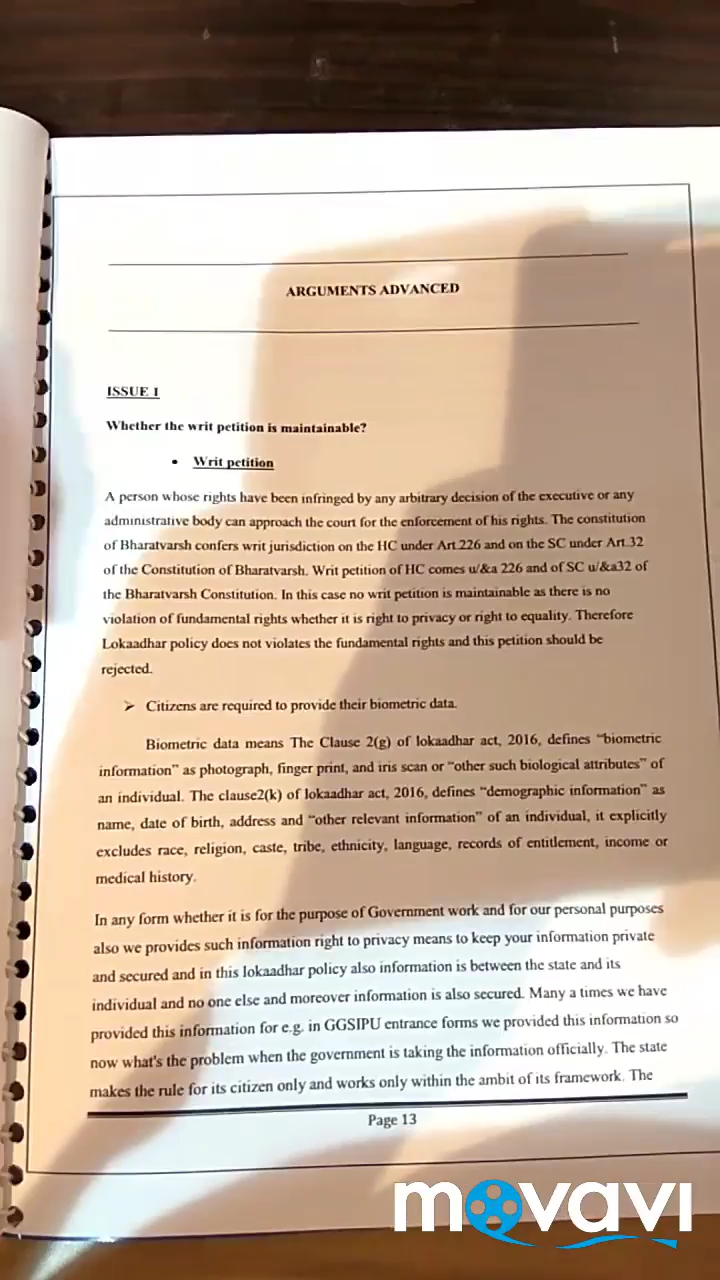 ARGUMENTS ADVANCED
ISSUE 1
Whether the writ petition is maintainable?
• Writ petition
A person whose rights have been infringed by any arbitrary decision of the executive or any
administrative body can approach the court for the enforcement of his rights. The constitution
of Bharatvarsh confers writ jurisdiction on the HC under Art.226 and on the SC under Art.32
of the Constitution of Bharatvarsh. Writ petition of HC comes u/&a 226 and of SC u/&a32 of
the Bharatvarsh Constitution. In this case no writ petition is maintainable as there is no
violation of fundamental rights whether it is right to privacy or right to equality. Therefore
Lokaadhar policy does not violates the fundamental rights and this petition should be
rejected.
➢ Citizens are required to provide their biometric data.
Biometric data means The Clause 2(g) of lokaadhar act, 2016, defines “biometric
information” as photograph, finger print, and iris scan or “other such biological attributes” of
an individual. The clause2(k) of lokaadhar act, 2016, defines “demographic information” as
name, date of birth, address and “other relevant information” of an individual, it explicitly
excludes race, religion, caste, tribe, ethnicity, language, records of entitlement, income or
medical history.
In any form whether it is for the purpose of Government work and for our personal purposes
also we provides such information right to privacy means to keep your information private
and secured and in this lokaadhar policy also information is between the state and its
individual and no one else and moreover information is also secured. Many a times we have
provided this information for e.g. in GGSIPU entrance forms we provided this information so
now what's the problem when the government is taking the information officially. The state
makes the rule for its citizen only and works only within the ambit of its framework. The
Page 13
movavi